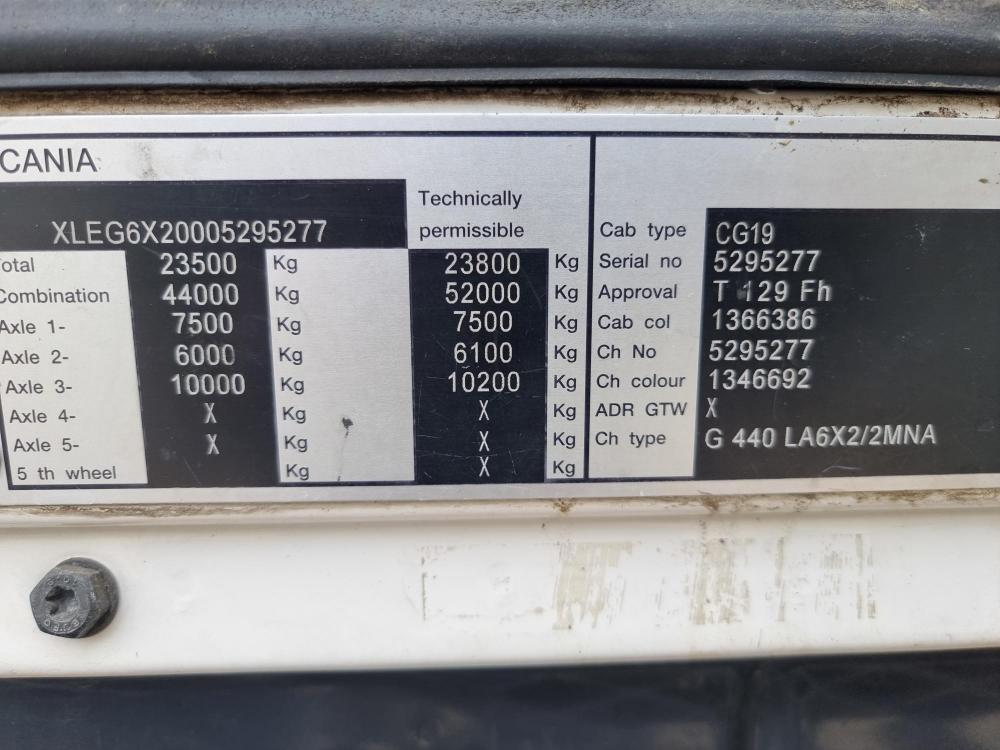 CANIA
XLEG6X20005295277
Technically
permissible
otal 23500 Kg 23800 Kg
Combination 44000 Kg 52000 Kg
Axle 1- 7500 Kg 7500 Kg
Axle 2- 6000 Kg 6100 Kg
Axle 3- 10000 Kg 10200 Kg
Axle 4- X Kg X Kg
Axle 5- X Kg X Kg
5 th wheel Kg X Kg
Cab type CG19
Serial no 5295277
Approval T 129 Fh
Cab col 1366386
Ch No 5295277
Ch colour 1346692
ADR GTW X
Ch type G 440 LA6X2/2MNA